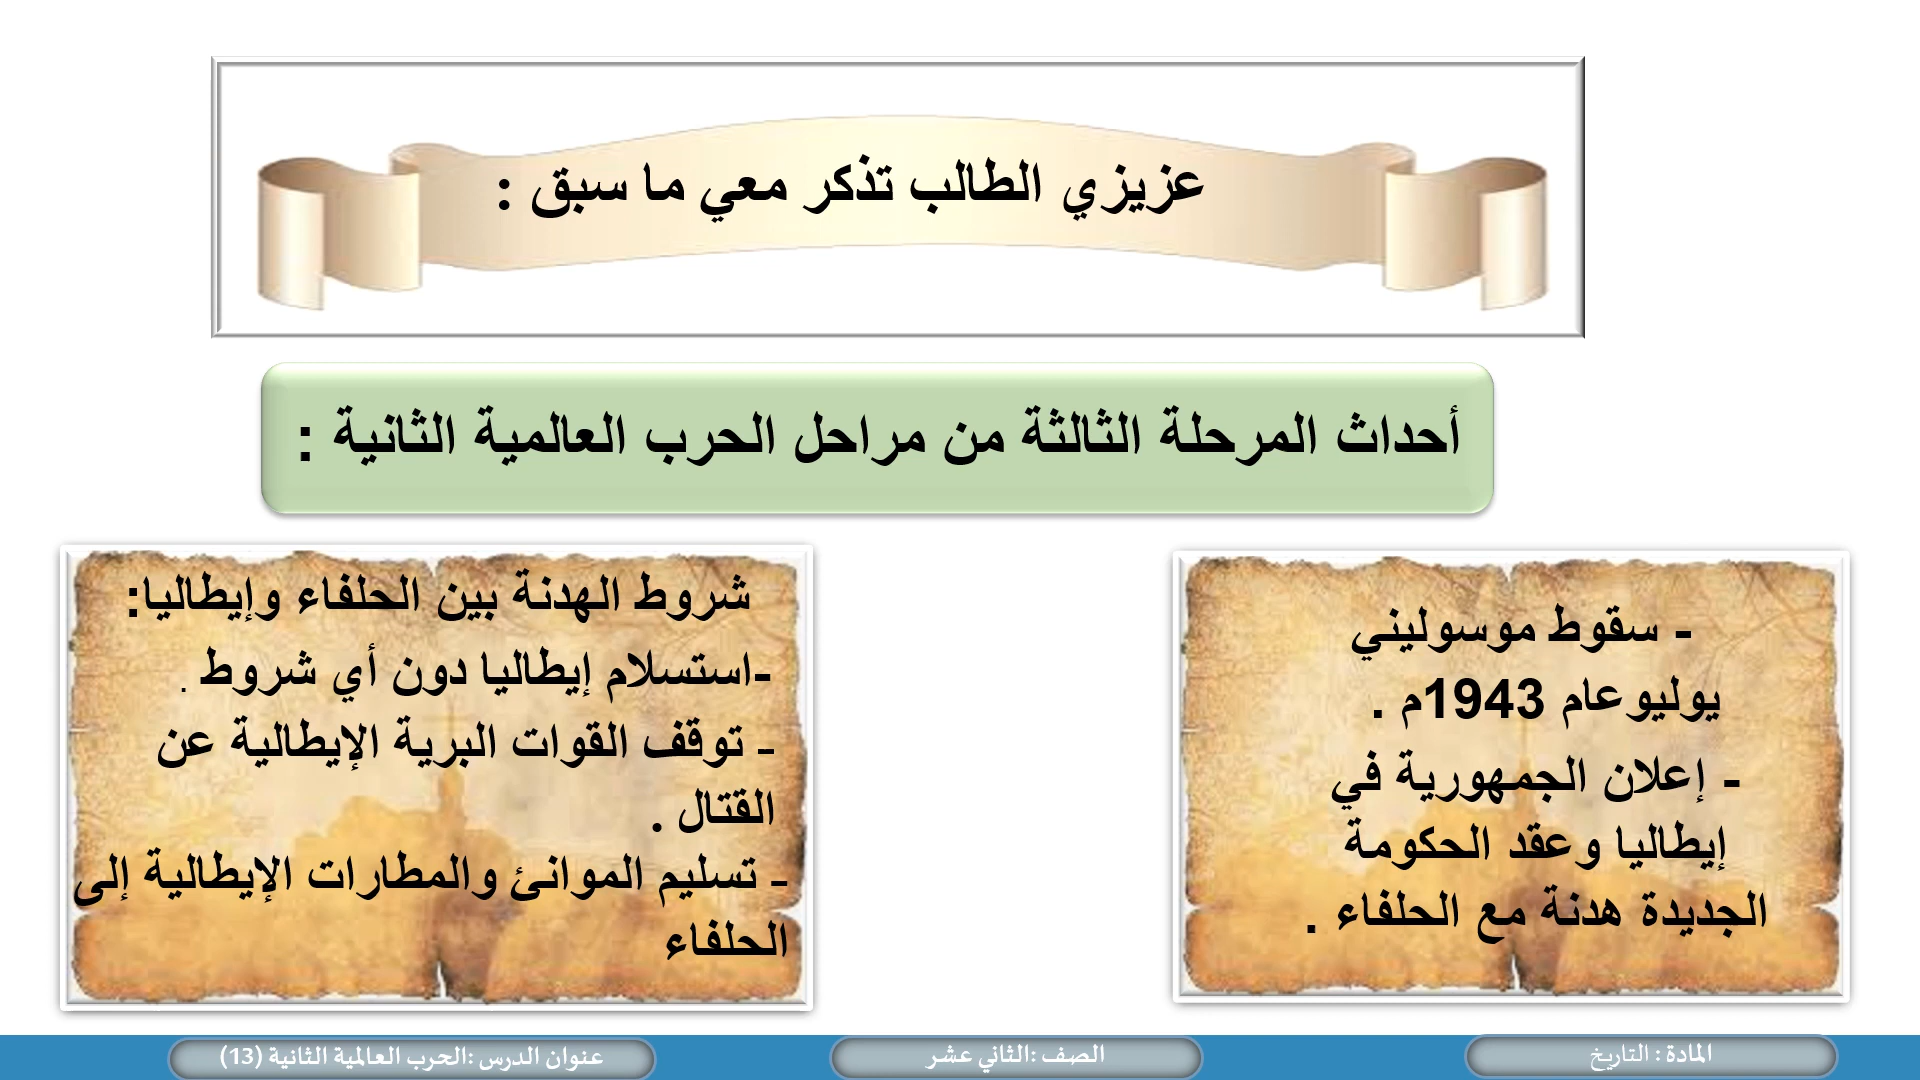 عزيزي الطالب تذكر معي ما سبق :
أحداث المرحلة الثالثة من مراحل الحرب العالمية الثانية :
- سقوط موسوليني
يوليو عام 1943م .
- إعلان الجمهورية في
إيطاليا وعقد الحكومة
الجديدة هدنة مع الحلفاء .
شروط الهدنة بين الحلفاء وإيطاليا:
-استسلام إيطاليا دون أي شروط .
- توقف القوات البرية الإيطالية عن
القتال .
- تسليم الموانئ والمطارات الإيطالية إلى
الحلفاء
المادة : التاريخ
الصف :الثاني عشر
عنوان الدرس :الحرب العالمية الثانية (13)